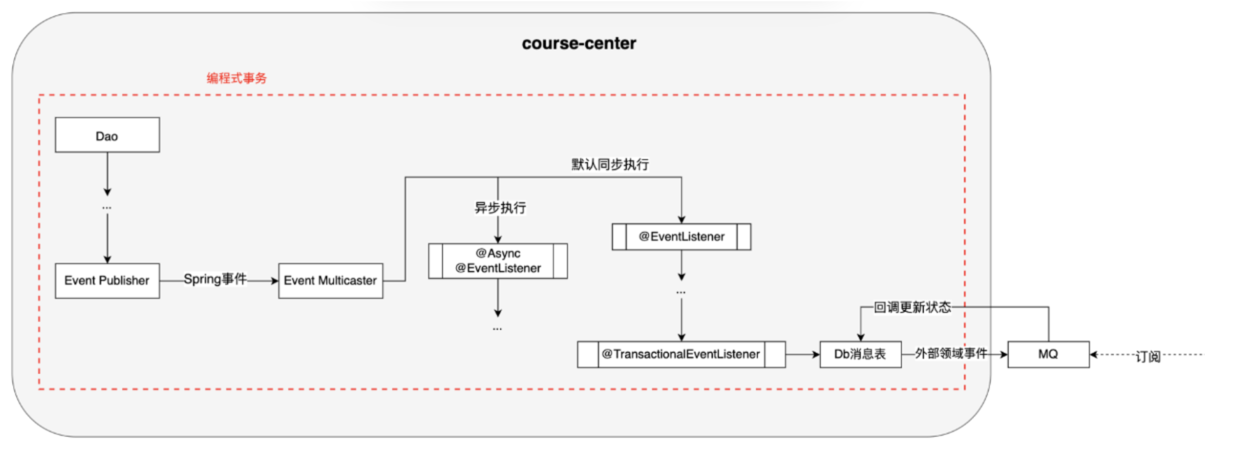 course-center
编程式事务
Dao
...
默认同步执行
异步执行
@EventListener
@Async
@EventListener
Event Publisher
Spring事件
Event Multicaster
...
...
回调更新状态
@TransactionalEventListener
Db消息表
外部领域事件
MQ
订阅